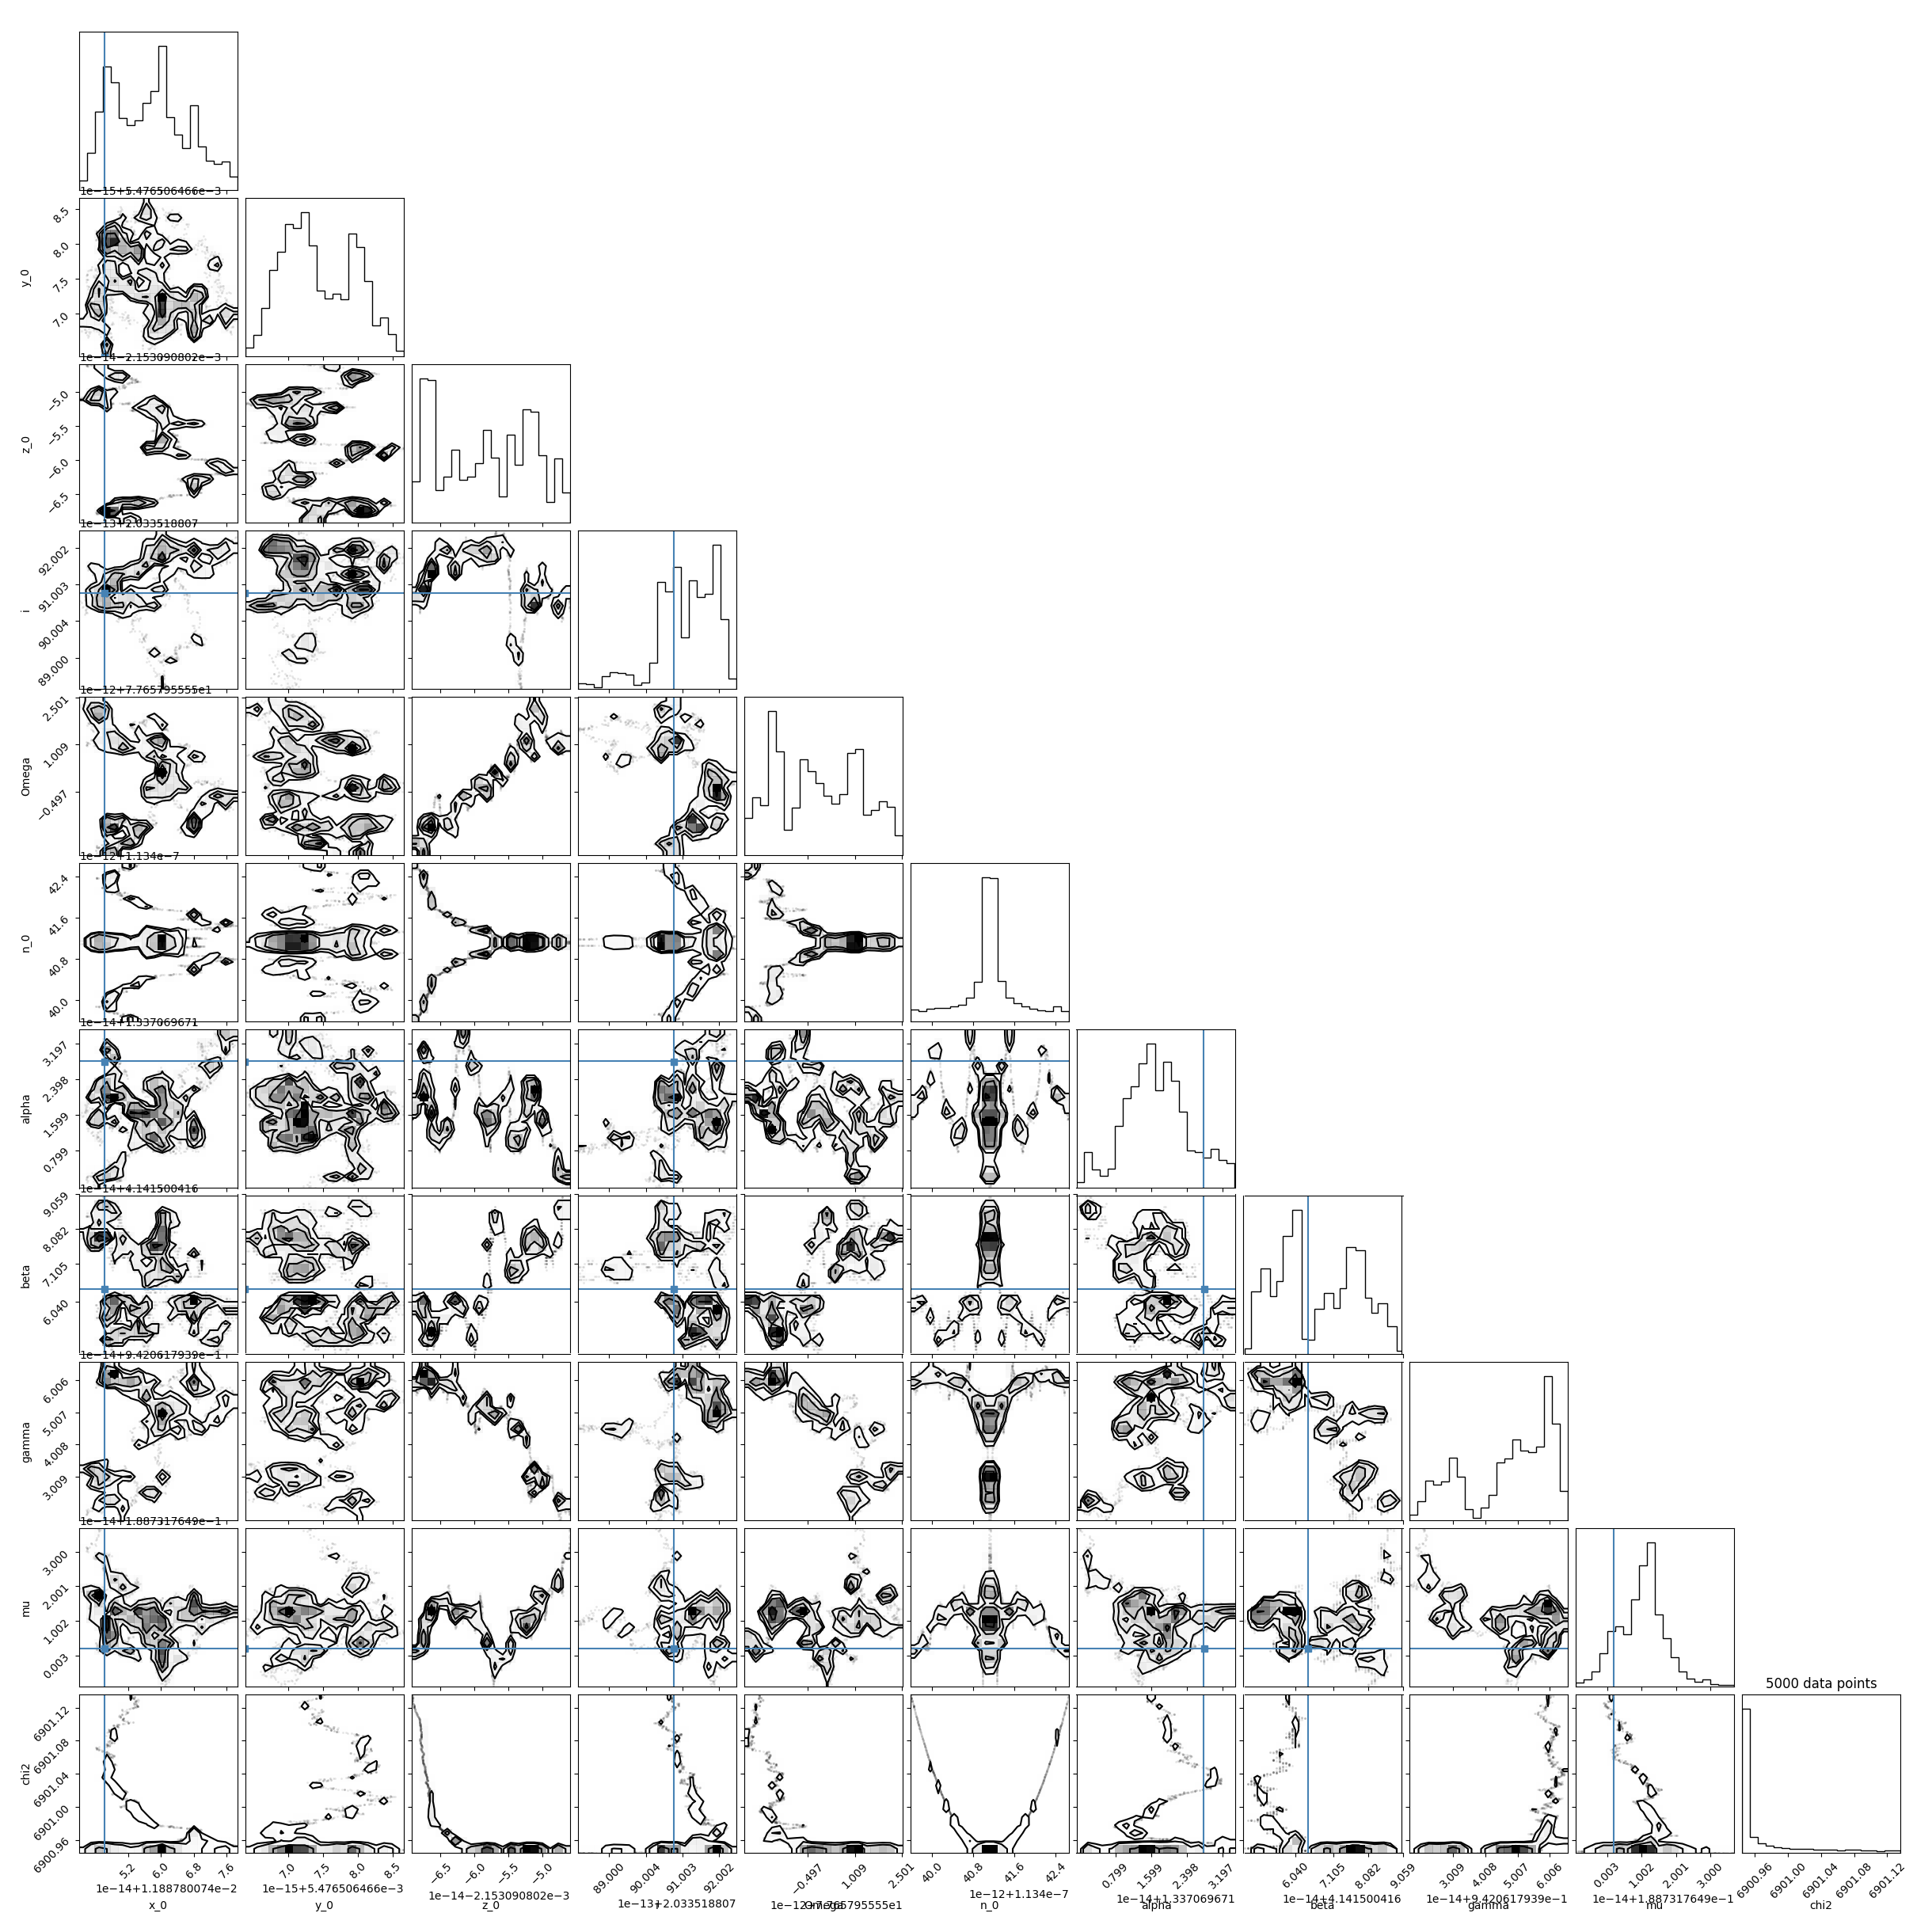 1e−15+5.476506466e−3
8.5
8.0
7.5
7.0
y_0
1e−14−2.153090802e−3
−5.0
−5.5
−6.0
−6.5
z_0
1e−13+2.033518807
92.002
91.003
90.004
89.000
i
1e−12+7.765795555e1
2.501
1.009
−0.497
Omega
1e−12+1.134e−7
42.4
41.6
40.8
40.0
n_0
1e−14+1.337069671
3.197
2.398
1.599
0.799
alpha
1e−14+4.141500416
9.059
8.082
7.105
6.040
beta
1e−14+9.420617939e−1
6.006
5.007
4.008
3.009
gamma
1e−14+1.887317649e−1
3.000
2.001
1.002
0.003
mu
5000 data points
6901.12
6901.08
6901.04
6901.00
6900.96
chi2
5.2 6.0 6.8 7.6 7.0 7.5 8.0 8.5 −6.5 −6.0 −5.5 −5.0 89.000 90.004 91.003 92.002 −0.497 1.009 2.501 40.0 40.8 41.6 42.4 0.799 1.599 2.398 3.197 6.040 7.105 8.082 9.059 3.009 4.008 5.007 6.006 0.003 1.002 2.001 3.000 6900.96 6901.00 6901.04 6901.08 6901.12
1e−14+1.188780074e−2 1e−15+5.476506466e−3 1e−14−2.153090802e−3 1e−13+2.033518807 1e−12+7.765795555e1 1e−12+1.134e−7 1e−14+1.337069671 1e−14+4.141500416 1e−14+9.420617939e−1 1e−14+1.887317649e−1
x_0 y_0 z_0 Omega n_0 alpha beta gamma mu chi2